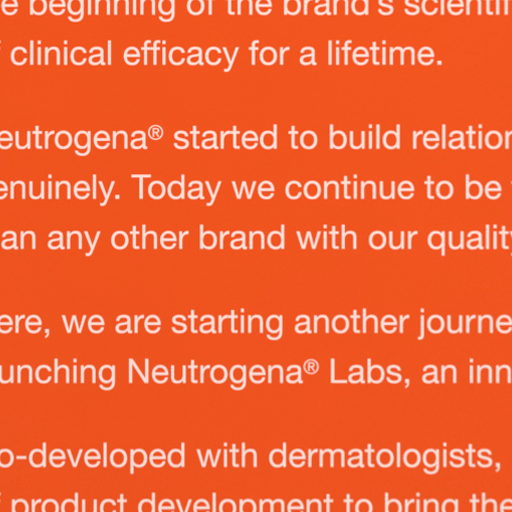 e beginning of the brand's scientif
f clinical efficacy for a lifetime.
eutrogena® started to build relation
enuinely. Today we continue to be
an any other brand with our quality
ere, we are starting another journe
unching Neutrogena® Labs, an inn
o-developed with dermatologists,
f product development to bring the